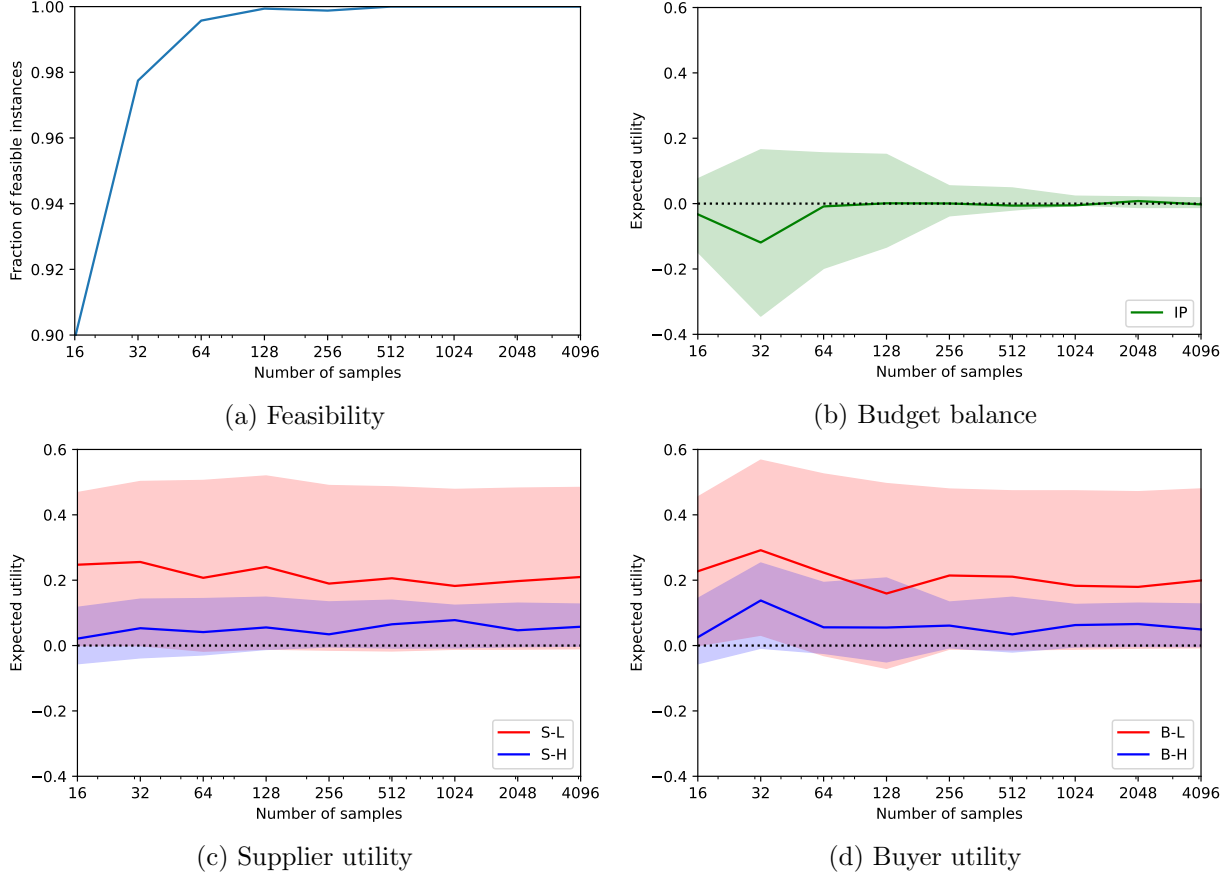 1.00
0.98
0.96
0.94
0.92
0.90
Fraction of feasible instances
16 32 64 128 256 512 1024 2048 4096
Number of samples
(a) Feasibility
0.6
0.4
0.2
0.0
−0.2
−0.4
Expected utility
IP
16 32 64 128 256 512 1024 2048 4096
Number of samples
(b) Budget balance
0.6
0.4
0.2
0.0
−0.2
−0.4
Expected utility
S-L
S-H
16 32 64 128 256 512 1024 2048 4096
Number of samples
(c) Supplier utility
0.6
0.4
0.2
0.0
−0.2
−0.4
Expected utility
B-L
B-H
16 32 64 128 256 512 1024 2048 4096
Number of samples
(d) Buyer utility